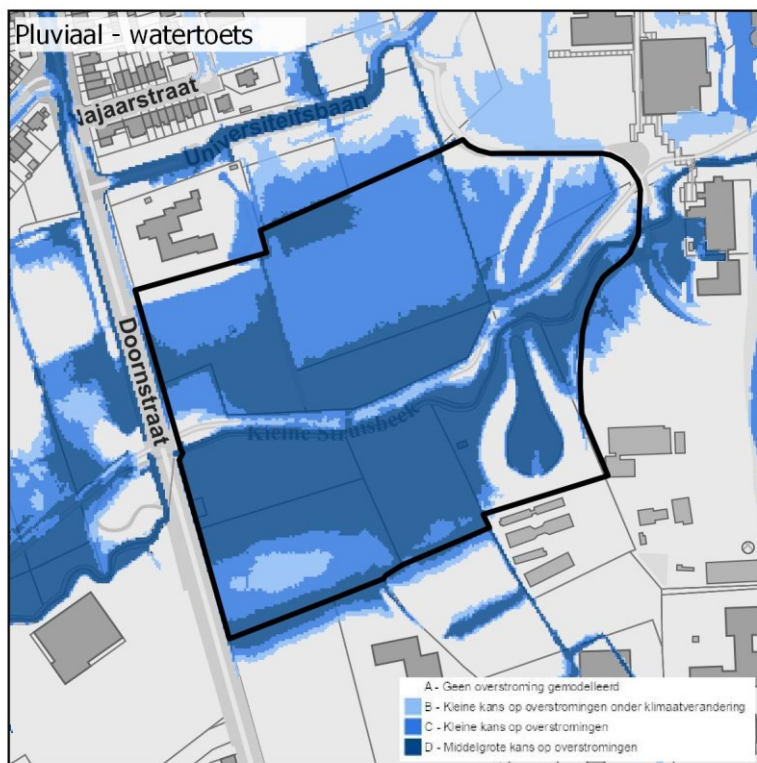 Pluviaal - watertoets
Najaarstraat
Universiteitsbaan
Doornstraat
Kleine Struisbeek
A - Geen overstroming gemodelleerd
B - Kleine kans op overstromingen onder klimaatverandering
C - Kleine kans op overstromingen
D - Middelgrote kans op overstromingen